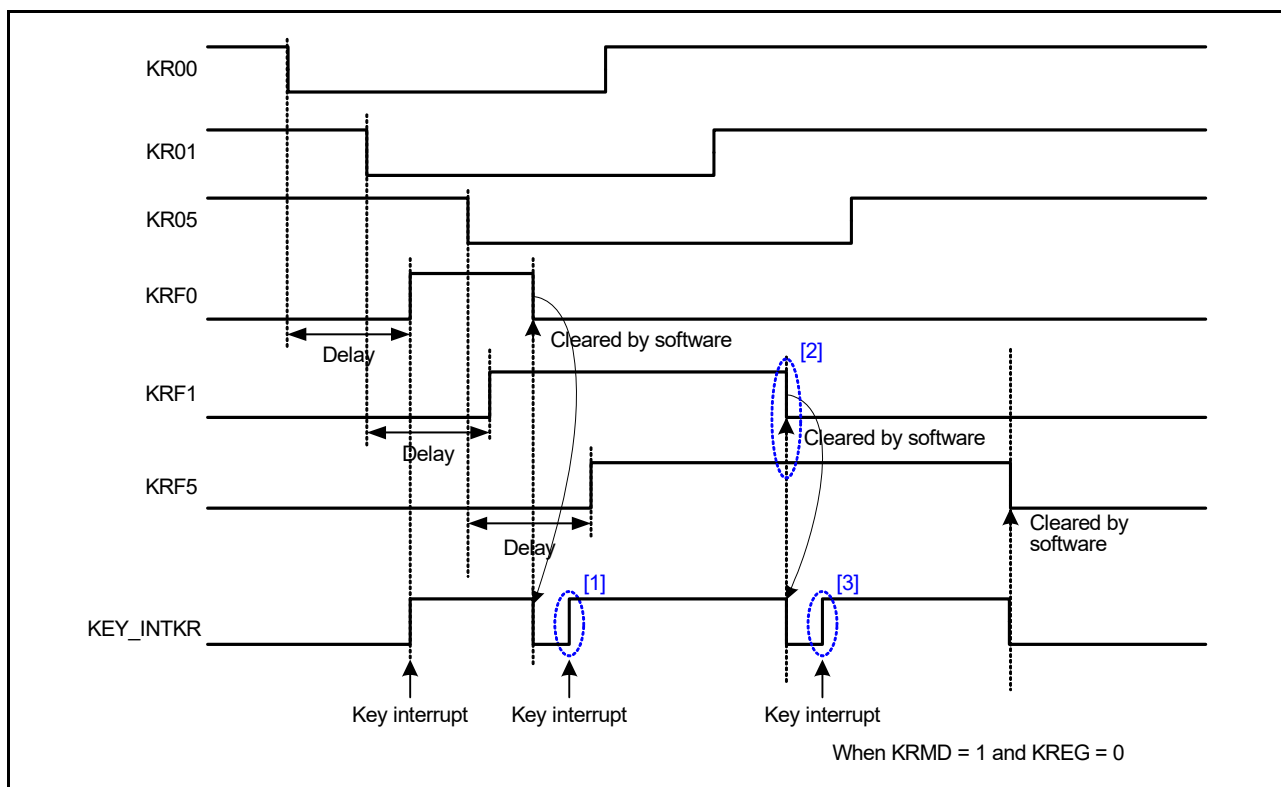 KR00
KR01
KR05
KRF0
Delay
Cleared by software
[2]
KRF1
Delay
Cleared by software
KRF5
Delay
Cleared by
software
[1]
[3]
KEY_INTKR
Key interrupt
Key interrupt
Key interrupt
When KRMD = 1 and KREG = 0